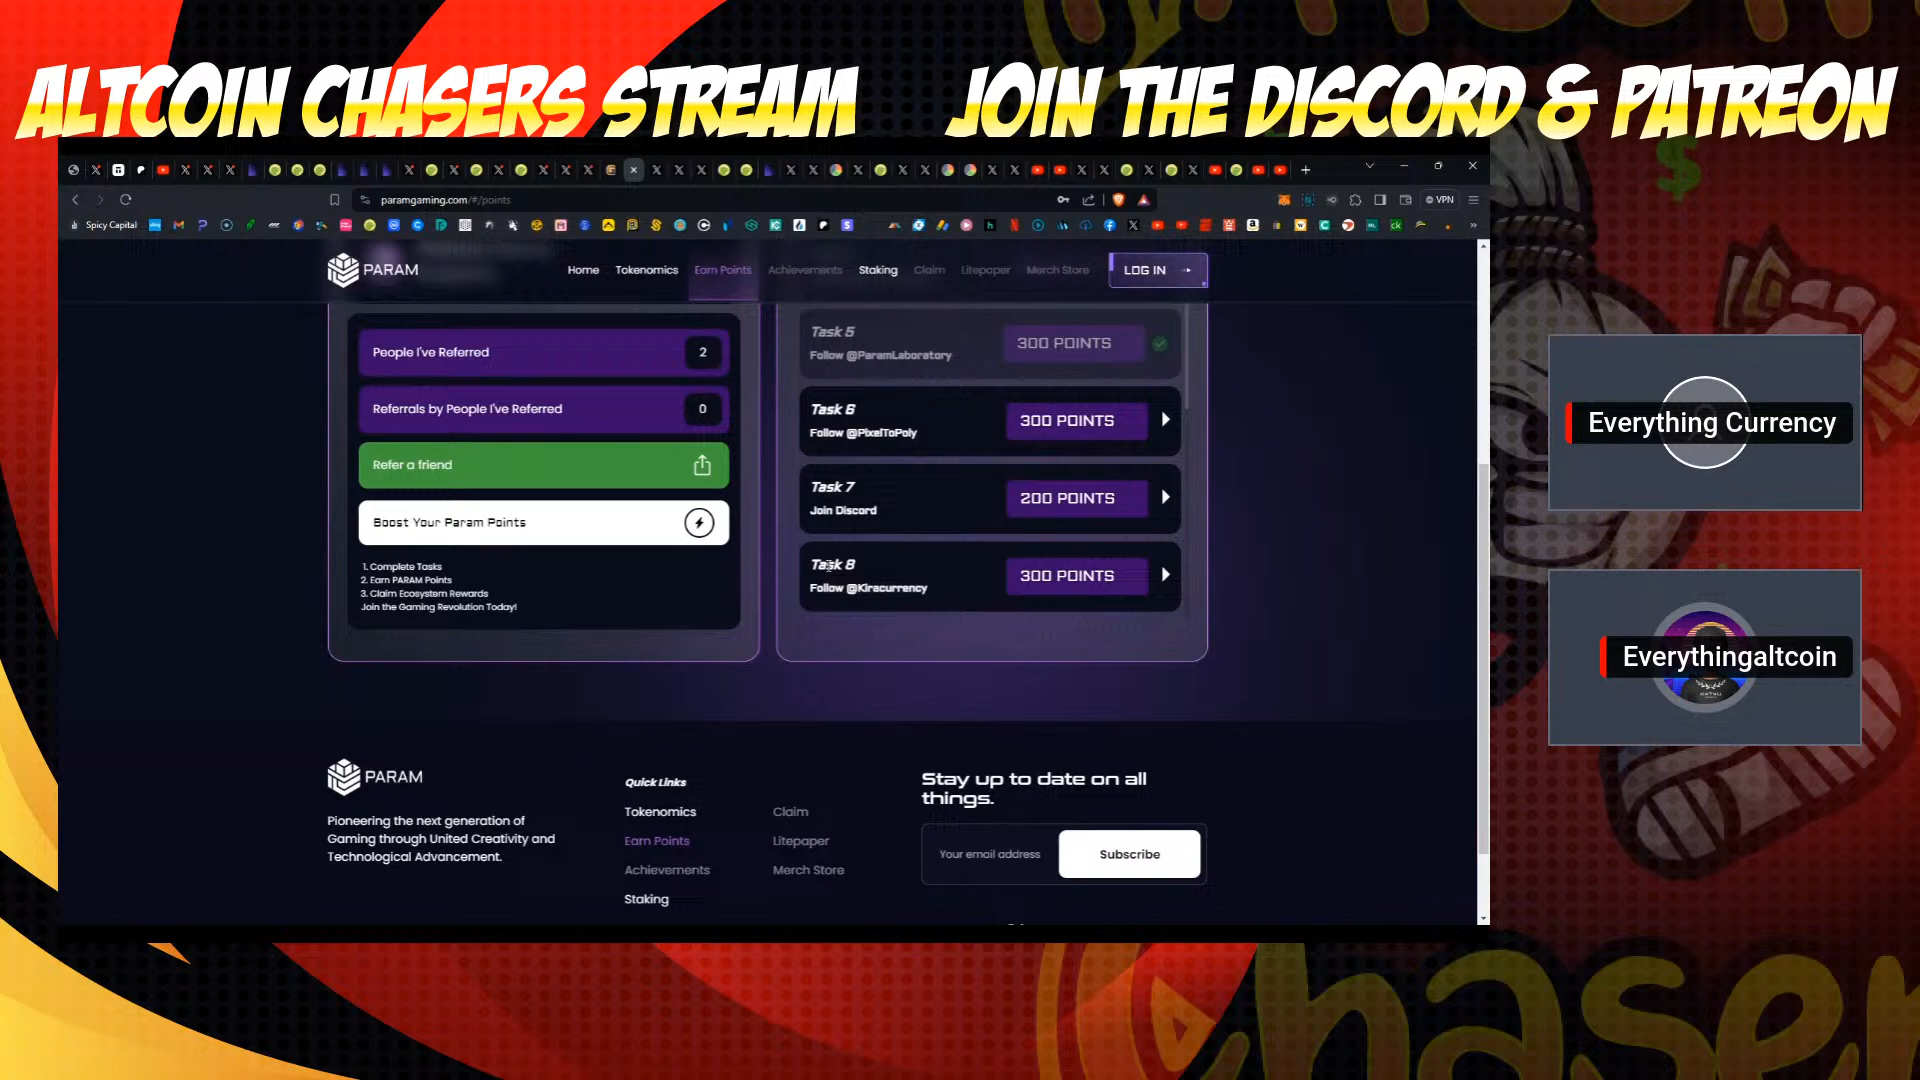 ALTCOIN CHASERS STREAM
JOIN THE DISCORD & PATREON
paramgaming.com/#/points
VPN
Spicy Capital
PARAM
Home
Tokenomics
Earn Points
Achievements
Staking
Claim
Litepaper
Merch Store
LOG IN
People I've Referred
2
Referrals by People I've Referred
0
Refer a friend
Boost Your Param Points
1. Complete Tasks
2. Earn PARAM Points
3. Claim Ecosystem Rewards
Join the Gaming Revolution Today!
Task 5
Follow @ParamLaboratory
300 POINTS
Task 6
Follow @PixelToPoly
300 POINTS
Task 7
Join Discord
200 POINTS
Task 8
Follow @Kiracurrency
300 POINTS
Everything Currency
Everythingaltcoin
PARAM
Pioneering the next generation of
Gaming through United Creativity and
Technological Advancement.
Quick Links
Tokenomics
Claim
Earn Points
Litepaper
Achievements
Merch Store
Staking
Stay up to date on all
things.
Your email address
Subscribe